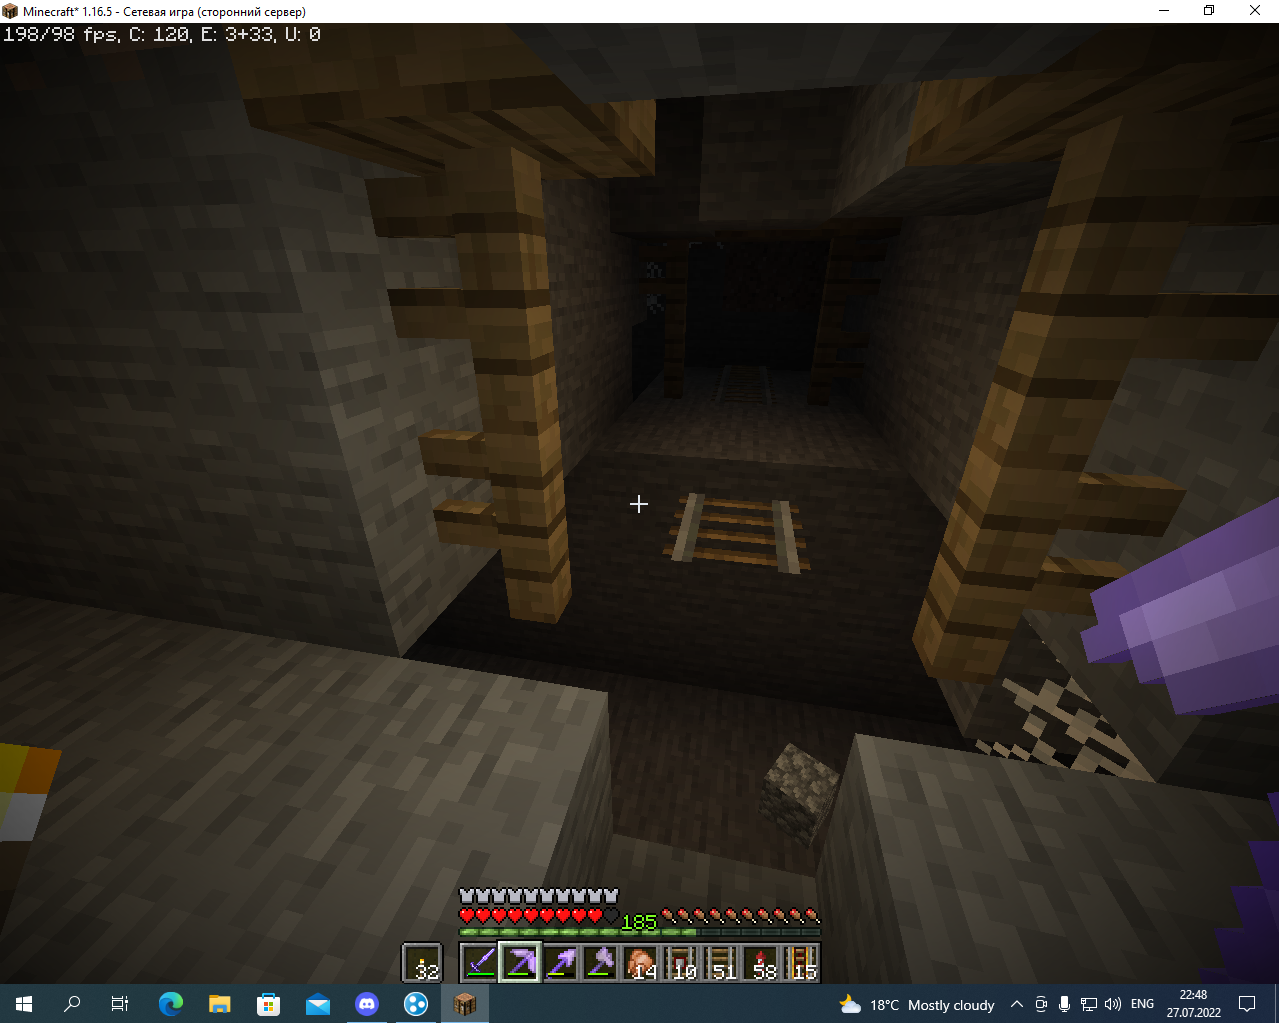 Minecraft* 1.16.5 - Сетевая игра (сторонний сервер)
198/98 fps, C: 120, E: 3+33, U: 0
185
32
14
10
51
58
15
18°C Mostly cloudy
ENG
22:48
27.07.2022